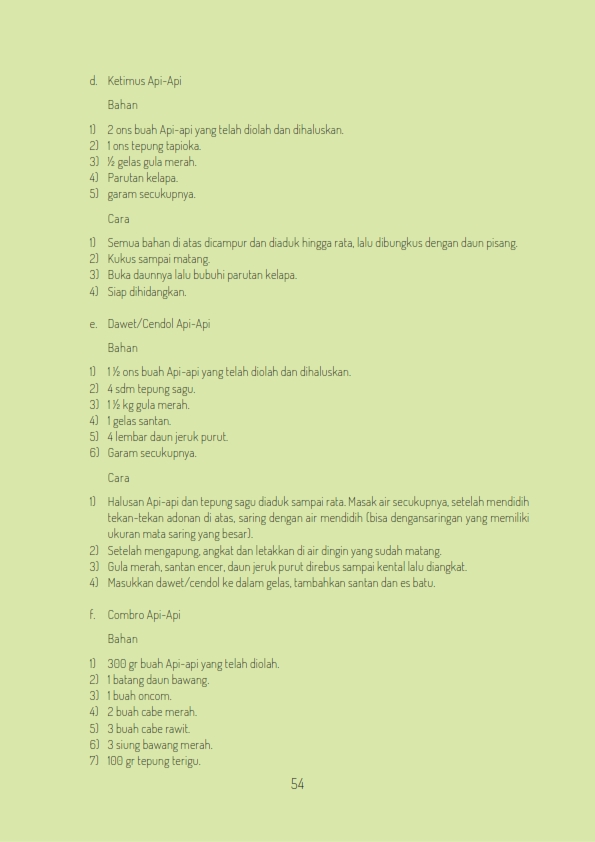 d. Ketimus Api-Api
Bahan
1) 2 ons buah Api-api yang telah diolah dan dihaluskan.
2) 1 ons tepung tapioka.
3) ½ gelas gula merah.
4) Parutan kelapa.
5) garam secukupnya.
Cara
1) Semua bahan di atas dicampur dan diaduk hingga rata, lalu dibungkus dengan daun pisang.
2) Kukus sampai matang.
3) Buka daunnya lalu bubuhi parutan kelapa.
4) Siap dihidangkan.
e. Dawet/Cendol Api-Api
Bahan
1) 1 ½ ons buah Api-api yang telah diolah dan dihaluskan.
2) 4 sdm tepung sagu.
3) 1 ½ kg gula merah.
4) 1 gelas santan.
5) 4 lembar daun jeruk purut.
6) Garam secukupnya.
Cara
1) Halusan Api-api dan tepung sagu diaduk sampai rata. Masak air secukupnya, setelah mendidih
tekan-tekan adonan di atas, saring dengan air mendidih (bisa dengansaringan yang memiliki
ukuran mata saring yang besar).
2) Setelah mengapung, angkat dan letakkan di air dingin yang sudah matang.
3) Gula merah, santan encer, daun jeruk purut direbus sampai kental lalu diangkat.
4) Masukkan dawet/cendol ke dalam gelas, tambahkan santan dan es batu.
f. Combro Api-Api
Bahan
1) 300 gr buah Api-api yang telah diolah.
2) 1 batang daun bawang.
3) 1 buah oncom.
4) 2 buah cabe merah.
5) 3 buah cabe rawit.
6) 3 siung bawang merah.
7) 100 gr tepung terigu.
54